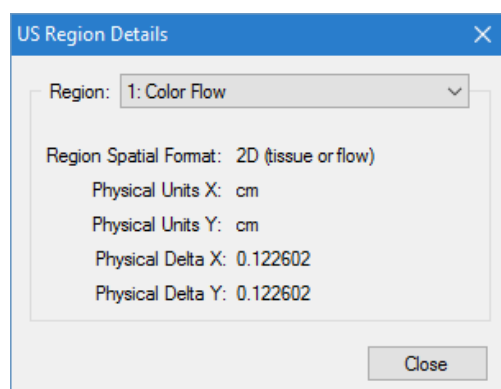 US Region Details
Region: 1: Color Flow
Region Spatial Format: 2D (tissue or flow)
Physical Units X: cm
Physical Units Y: cm
Physical Delta X: 0.122602
Physical Delta Y: 0.122602
Close